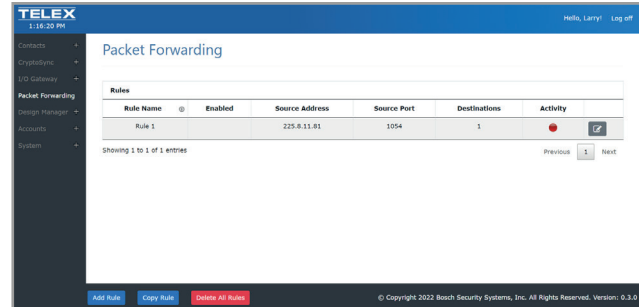 TELEX
1:16:20 PM
Hello, Larry! Log off
Contacts +
CryptoSync +
I/O Gateway +
Packet Forwarding
Design Manager +
Accounts +
System +
Packet Forwarding
Rules
Rule Name Enabled Source Address Source Port Destinations Activity
Rule 1 225.8.11.81 1054 1
Showing 1 to 1 of 1 entries
Previous 1 Next
Add Rule Copy Rule Delete All Rules
© Copyright 2022 Bosch Security Systems, Inc. All Rights Reserved. Version: 0.3.0